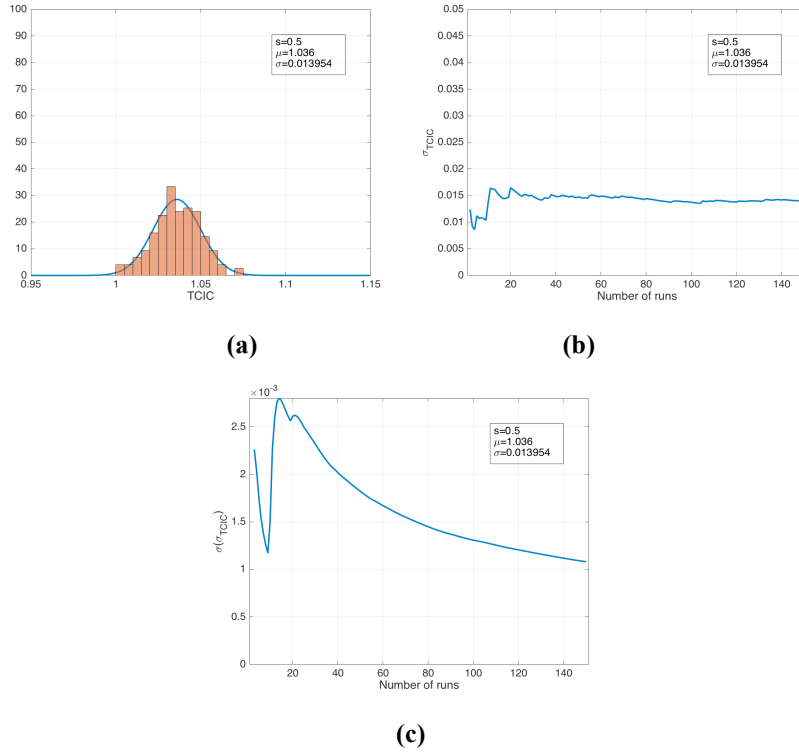 100
90
80
70
60
50
40
30
20
10
0
0.95
1
1.05
1.1
1.15
TCIC
s=0.5
μ=1.036
σ=0.013954
(a)
0.05
0.045
0.04
0.035
0.03
0.025
0.02
0.015
0.01
0.005
0
σTCIC
20
40
60
80
100
120
140
Number of runs
s=0.5
μ=1.036
σ=0.013954
(b)
×10-3
2.5
2
1.5
1
0.5
0
σ(σTCIC)
20
40
60
80
100
120
140
Number of runs
s=0.5
μ=1.036
σ=0.013954
(c)